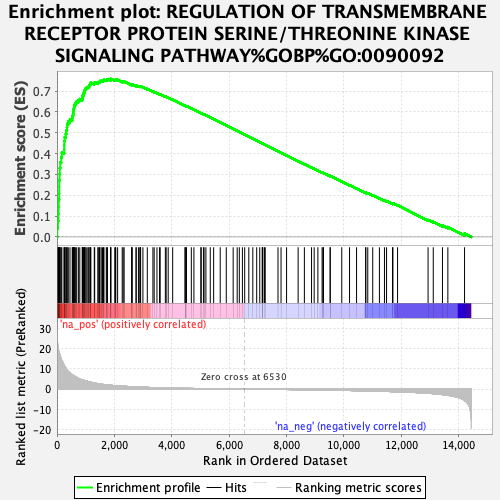 Enrichment plot: REGULATION OF TRANSMEMBRANE
RECEPTOR PROTEIN SERINE/THREONINE KINASE
SIGNALING PATHWAY%GOBP%GO:0090092
Enrichment score (ES)
0.7
0.6
0.5
0.4
0.3
0.2
0.1
0.0
'na_pos' (positively correlated)
Ranked list metric (PreRanked)
30
20
10
0
-10
-20
Zero cross at 6530
'na_neg' (negatively correlated)
0
2,000
4,000
6,000
8,000
10,000
12,000
14,000
Rank in Ordered Dataset
Enrichment profile
Hits
Ranking metric scores